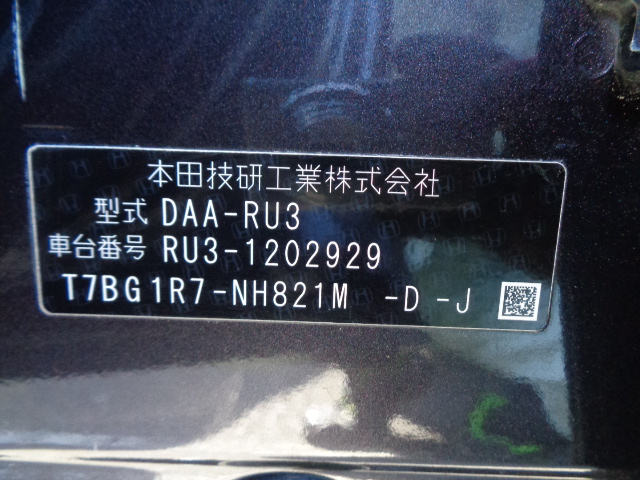 本田技研工業株式会社
型式 DAA-RU3
車台番号 RU3-1202929
T7BG1R7-NH821M -D -J